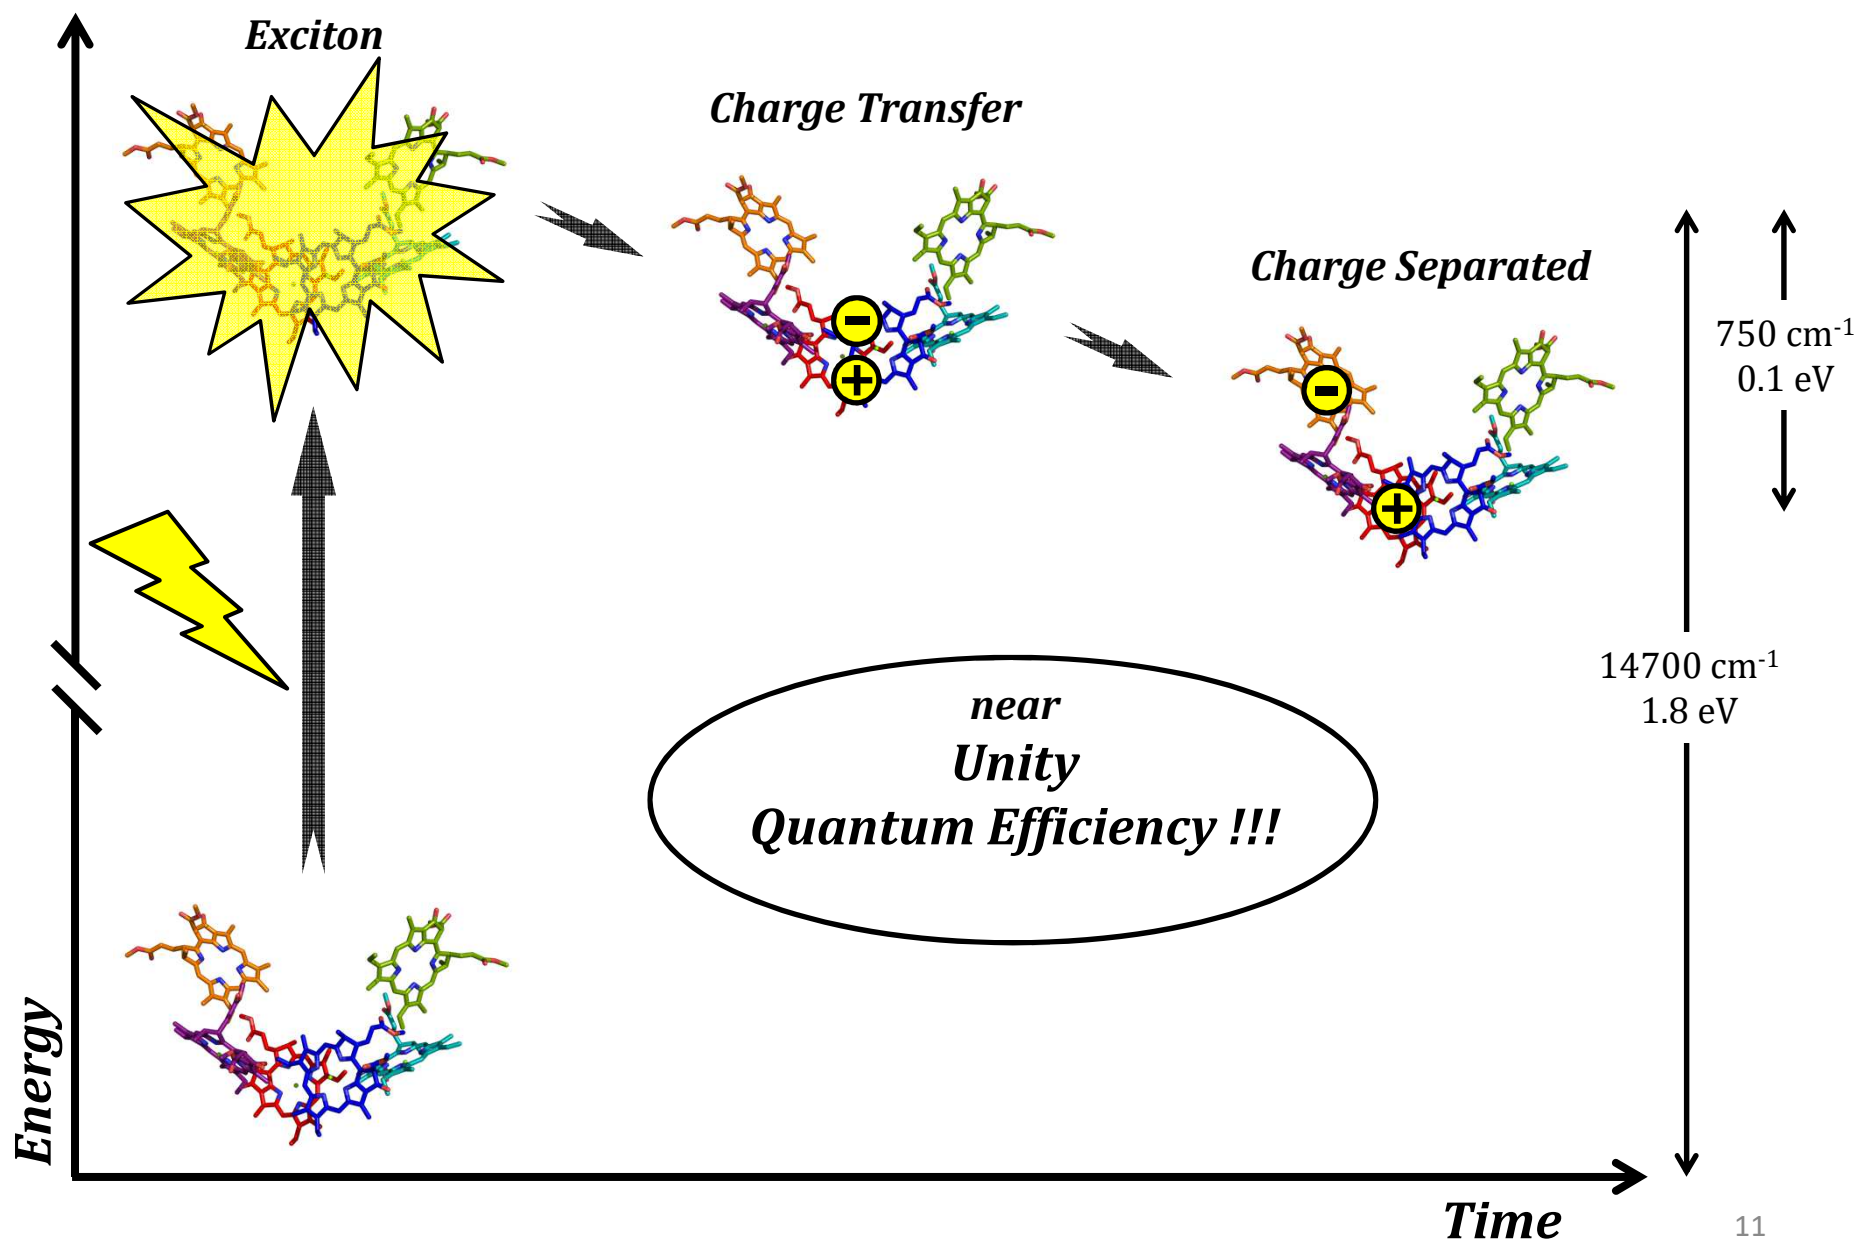 Exciton
Charge Transfer
Charge Separated
750 cm-1
0.1 eV
14700 cm-1
1.8 eV
near
Unity
Quantum Efficiency !!!
Energy
Time
11